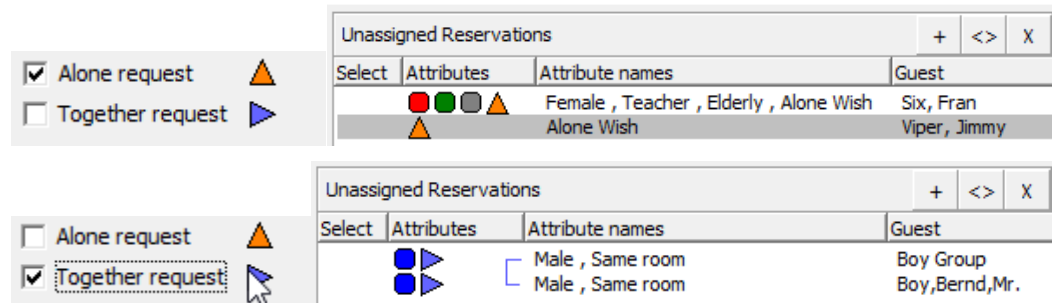 Unassigned Reservations + <> X
Alone request
Together request
Select Attributes Attribute names Guest
Female , Teacher , Elderly , Alone Wish Six, Fran
Alone Wish Viper, Jimmy
Unassigned Reservations + <> X
Alone request
Together request
Select Attributes Attribute names Guest
Male , Same room Boy Group
Male , Same room Boy,Bernd,Mr.